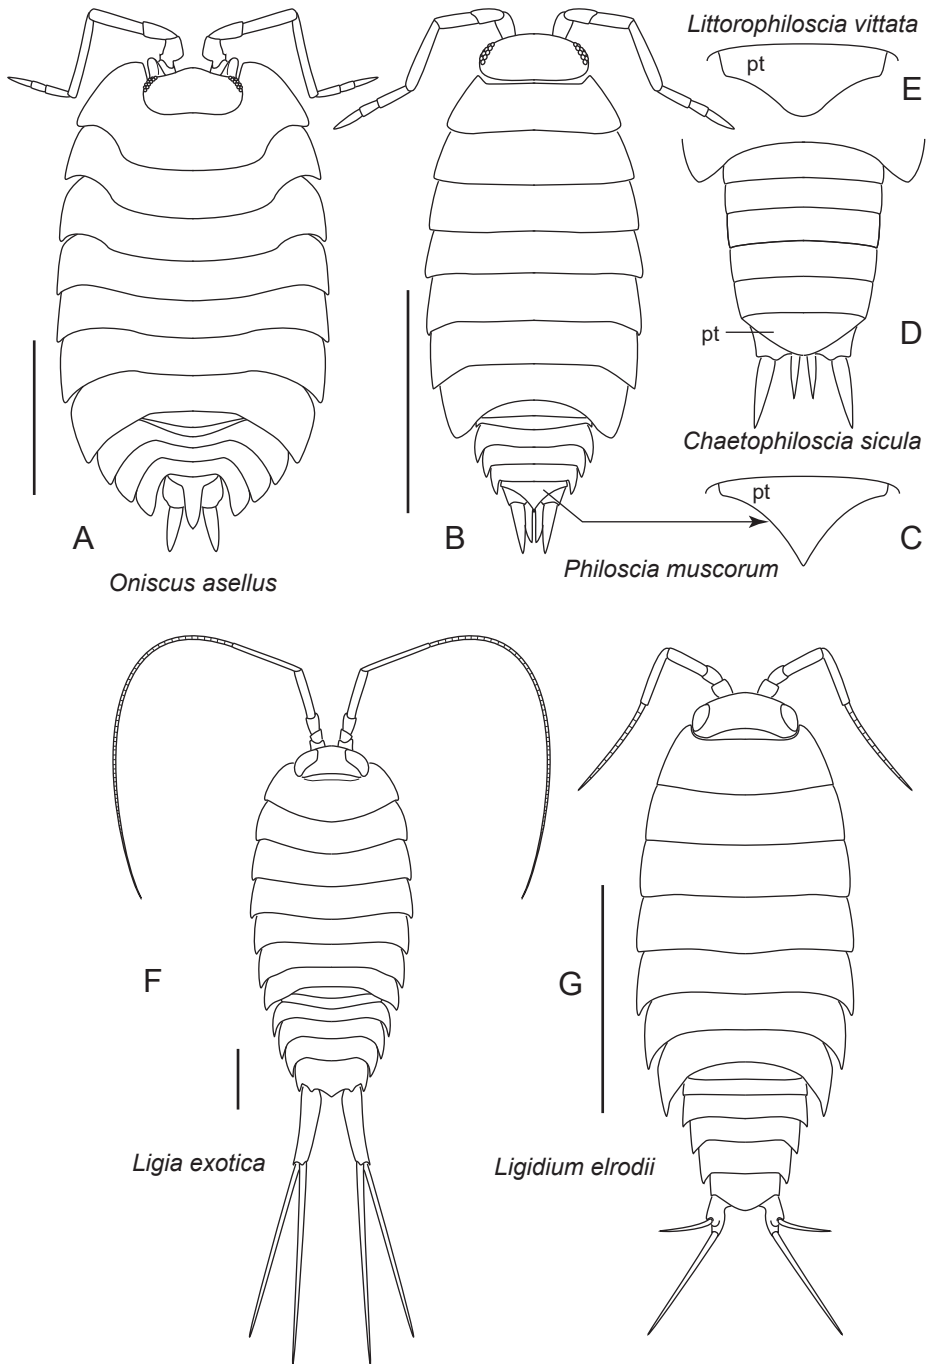 Littorophiloscia vittata
pt
E
pt
D
Chaetophiloscia sicula
pt
A
B
C
Philoscia muscorum
Oniscus asellus
F
G
Ligia exotica
Ligidium elrodii